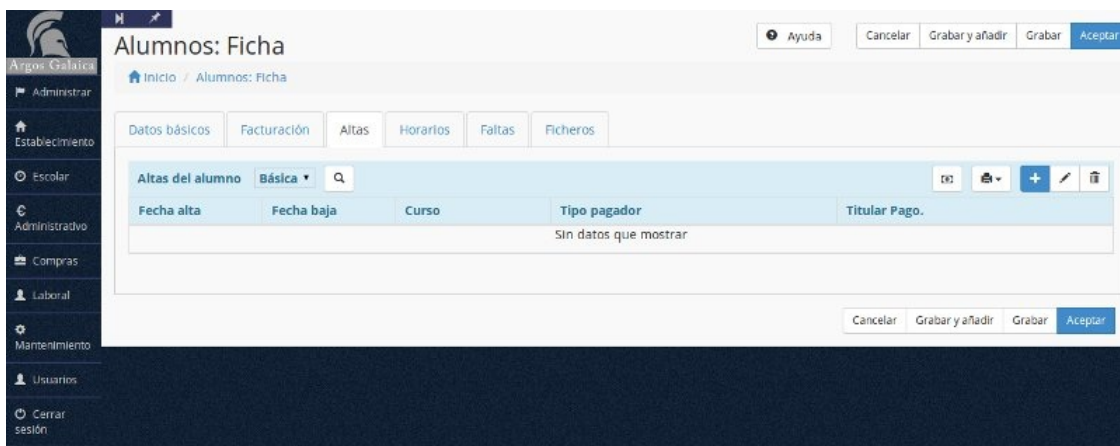 Argos Galaica
Administrar
Establecimiento
Escolar
Administrativo
Compras
Laboral
Mantenimiento
Usuarios
Cerrar
sesión
Alumnos: Ficha
Ayuda
Cancelar
Grabar y añadir
Grabar
Aceptar
Inicio / Alumnos: Ficha
Datos básicos
Facturación
Altas
Horarios
Faltas
Ficheros
Altas del alumno
Básica
Fecha alta
Fecha baja
Curso
Tipo pagador
Titular Pago.
Sin datos que mostrar
Cancelar
Grabar y añadir
Grabar
Aceptar